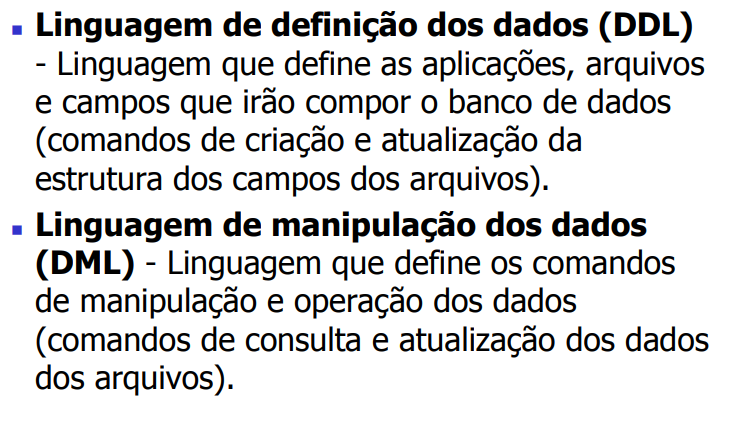 ▪ Linguagem de definição dos dados (DDL)
- Linguagem que define as aplicações, arquivos
e campos que irão compor o banco de dados
(comandos de criação e atualização da
estrutura dos campos dos arquivos).
▪ Linguagem de manipulação dos dados
(DML) - Linguagem que define os comandos
de manipulação e operação dos dados
(comandos de consulta e atualização dos dados
dos arquivos).